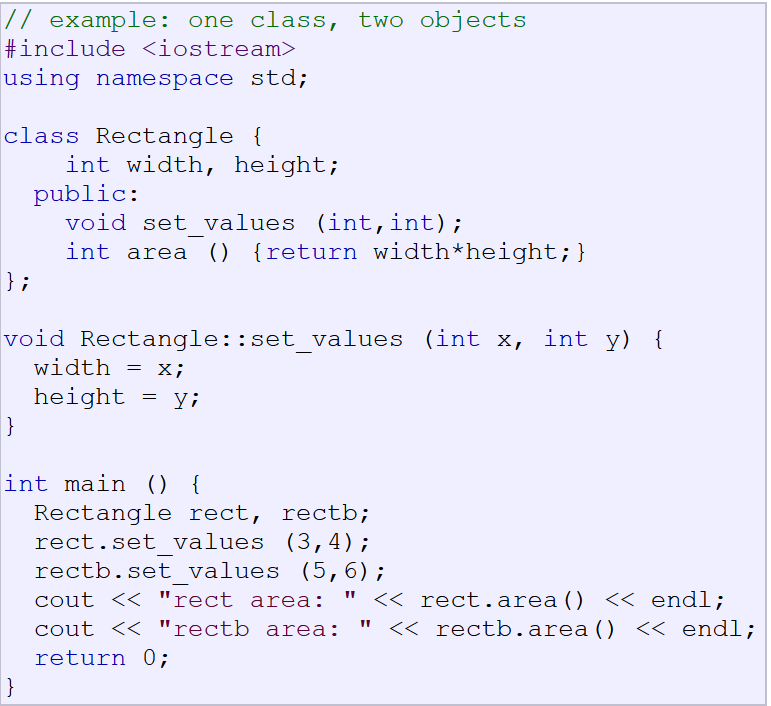 // example: one class, two objects
#include <iostream>
using namespace std;

class Rectangle {
    int width, height;
  public:
    void set_values (int,int);
    int area () {return width*height;}
};

void Rectangle::set_values (int x, int y) {
  width = x;
  height = y;
}

int main () {
  Rectangle rect, rectb;
  rect.set_values (3,4);
  rectb.set_values (5,6);
  cout << "rect area: " << rect.area() << endl;
  cout << "rectb area: " << rectb.area() << endl;
  return 0;
}